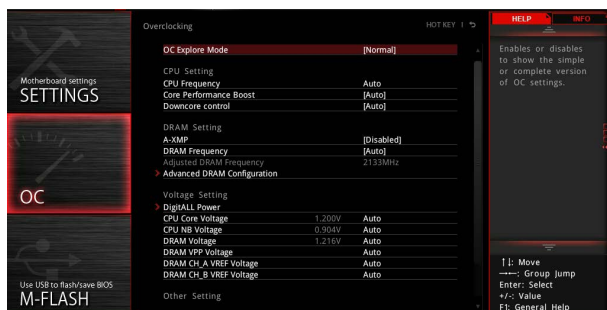 Overclocking
HOT KEY
HELP
INFO
Motherboard settings
SETTINGS
OC
Use USB to flash/save BIOS
M-FLASH
OC Explore Mode [Normal]
CPU Setting
CPU Frequency Auto
Core Performance Boost [Auto]
Downcore control [Auto]
DRAM Setting
A-XMP [Disabled]
DRAM Frequency [Auto]
Adjusted DRAM Frequency 2133MHz
Advanced DRAM Configuration
Voltage Setting
DigitALL Power
CPU Core Voltage 1.200V Auto
CPU NB Voltage 0.904V Auto
DRAM Voltage 1.216V Auto
DRAM VPP Voltage Auto
DRAM CH_A VREF Voltage Auto
DRAM CH_B VREF Voltage Auto
Other Setting
Enables or disables
to show the simple
or complete version
of OC settings.
↑↓: Move
→←: Group Jump
Enter: Select
+/-: Value
F1: General Help